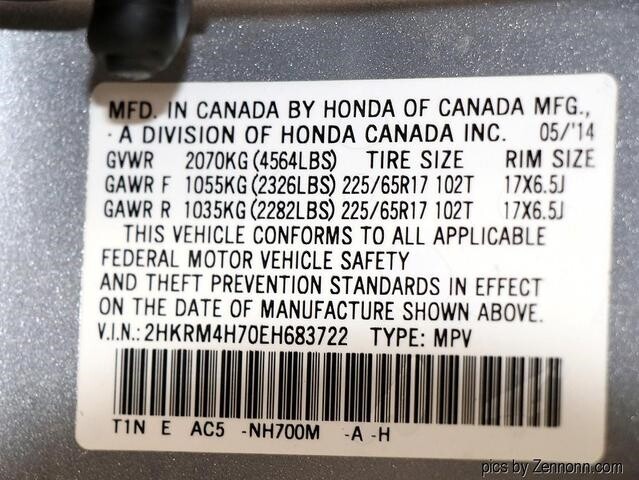 MFD. IN CANADA BY HONDA OF CANADA MFG.,
A DIVISION OF HONDA CANADA INC. 05/'14
GVWR 2070KG (4564LBS) TIRE SIZE RIM SIZE
GAWR F 1055KG (2326LBS) 225/65R17 102T 17X6.5J
GAWR R 1035KG (2282LBS) 225/65R17 102T 17X6.5J
THIS VEHICLE CONFORMS TO ALL APPLICABLE
FEDERAL MOTOR VEHICLE SAFETY
AND THEFT PREVENTION STANDARDS IN EFFECT
ON THE DATE OF MANUFACTURE SHOWN ABOVE.
V.I.N.: 2HKRM4H70EH683722 TYPE: MPV
T1N E AC5 -NH700M -A -H
pics by Zennonn.com